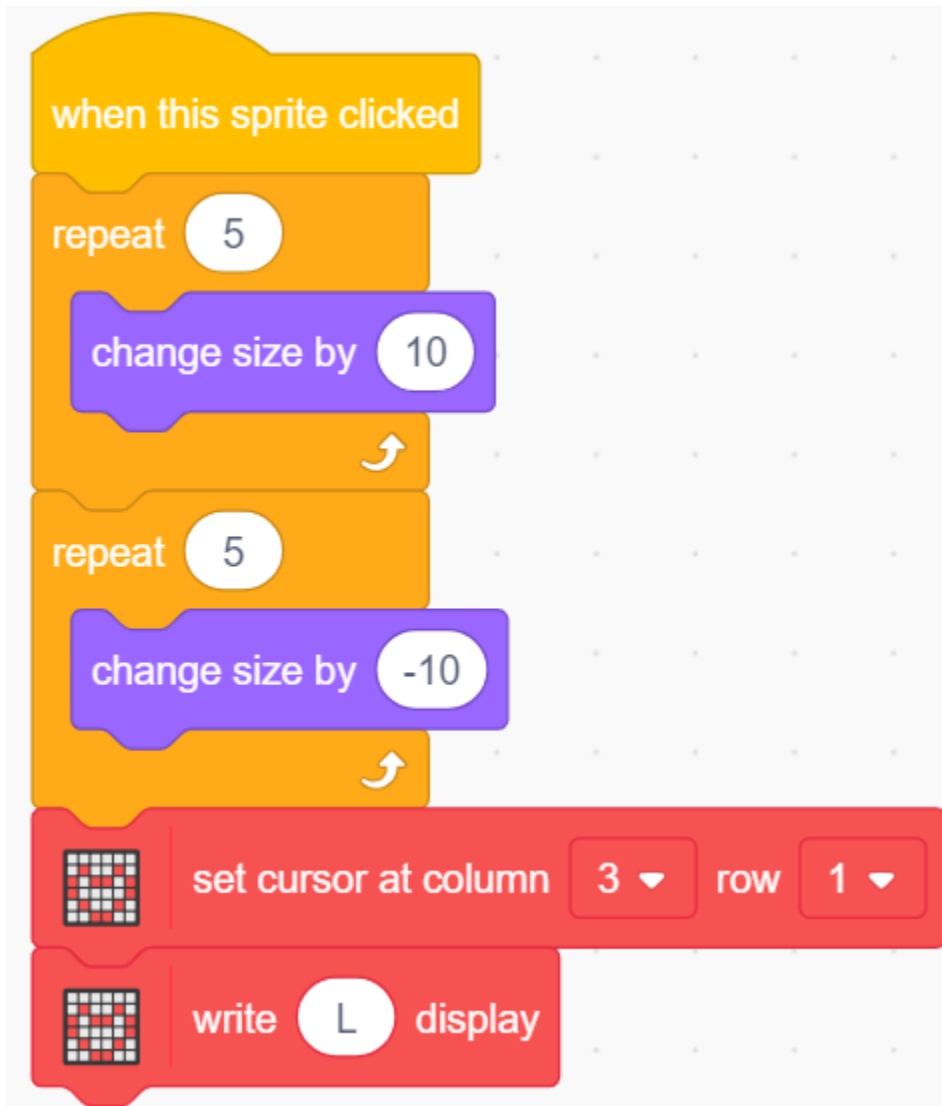 when this sprite clicked
repeat 5
change size by 10
repeat 5
change size by -10
set cursor at column 3 row 1
write L display